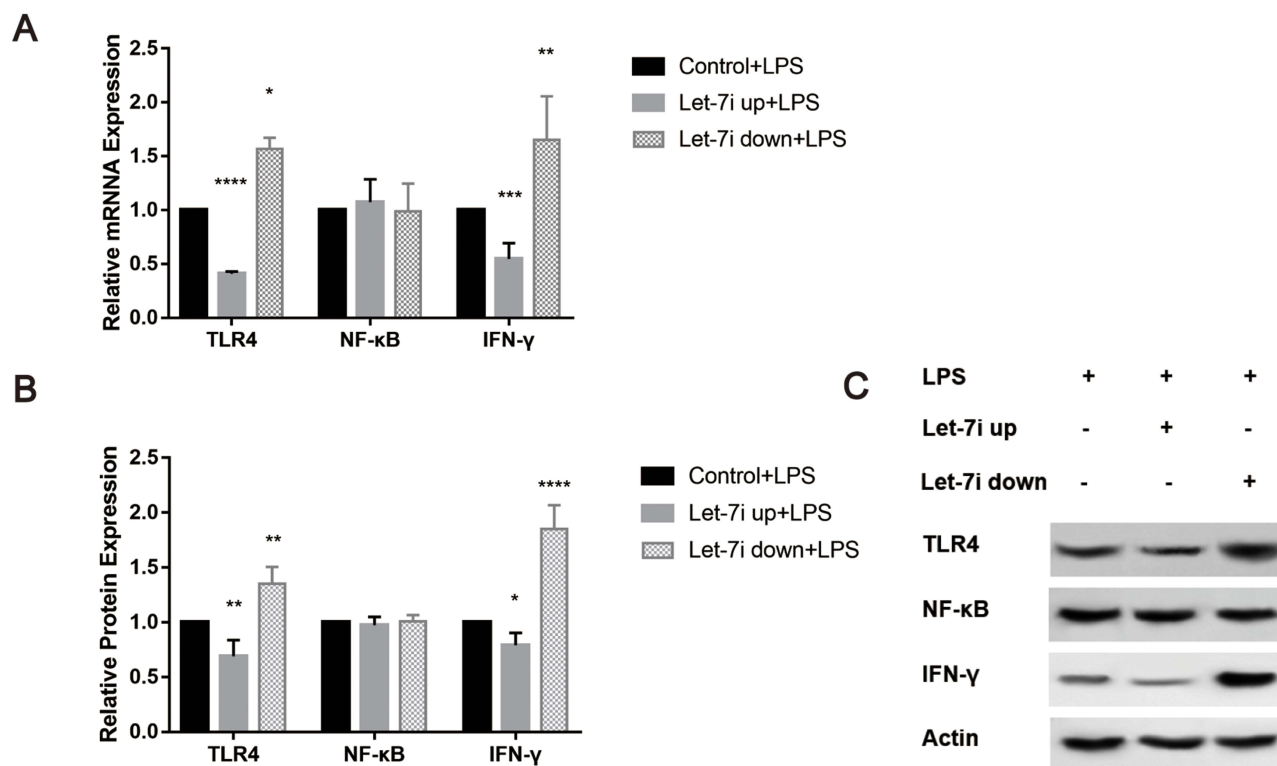 A
Relative mRNNA Expression
2.5
2.0
1.5
1.0
0.5
0.0
****
*
***
**
TLR4
NF-κB
IFN-γ
Control+LPS
Let-7i up+LPS
Let-7i down+LPS
B
Relative Protein Expression
2.5
2.0
1.5
1.0
0.5
0.0
**
**
*
****
TLR4
NF-κB
IFN-γ
Control+LPS
Let-7i up+LPS
Let-7i down+LPS
C
LPS + + +
Let-7i up - + -
Let-7i down - - +
TLR4
NF-κB
IFN-γ
Actin